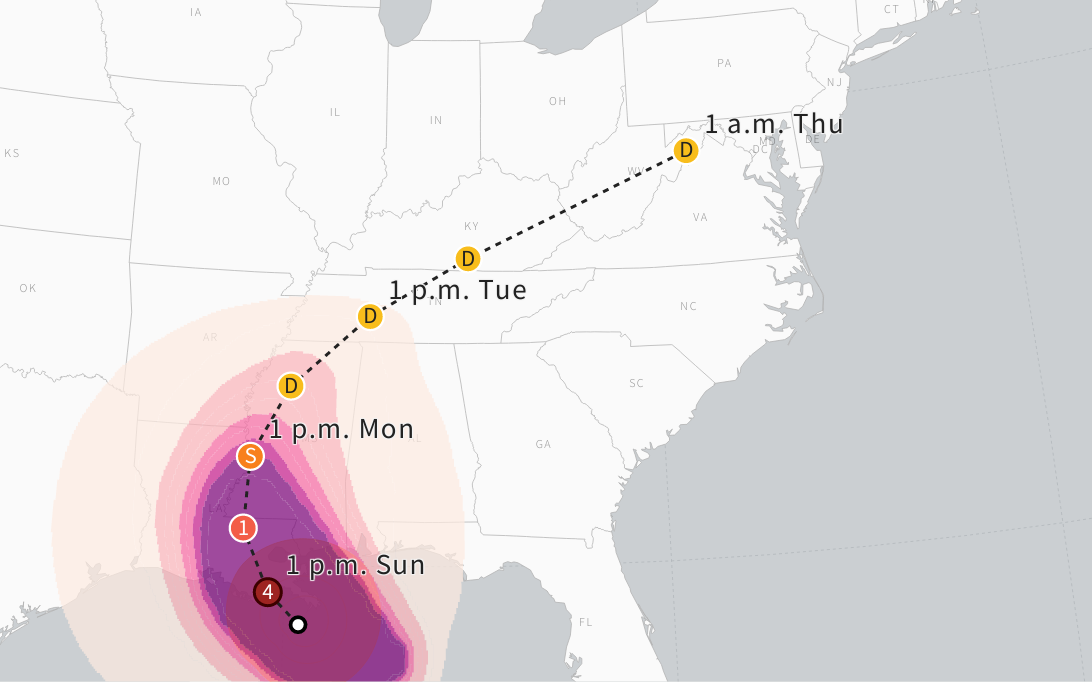 IA
CT
PA
NJ
OH
IL
IN
1 a.m. Thu
MD
DE
DC
D
KS
WV
MO
VA
KY
D
OK
1 p.m. Tue
TN
NC
D
AR
SC
D
1 p.m. Mon
GA
S
LA
1
1 p.m. Sun
4
FL